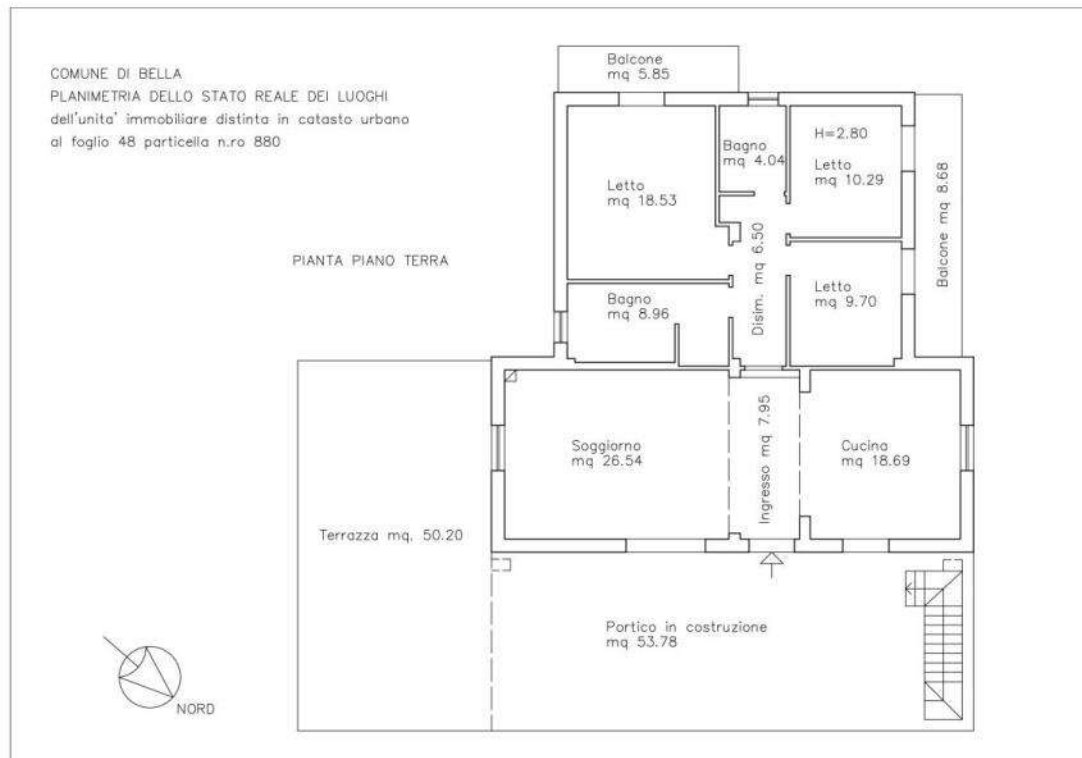 COMUNE DI BELLA
PLANIMETRIA DELLO STATO REALE DEI LUOGHI
dell'unita' immobiliare distinta in catasto urbano
al foglio 48 particella n.ro 880
Balcone
mq 5.85
Bagno
mq 4.04
H=2.80
Letto
mq 10.29
Letto
mq 18.53
Balcone mq 8.68
Disim. mq 6.50
PIANTA PIANO TERRA
Letto
mq 9.70
Bagno
mq 8.96
Soggiorno
mq 26.54
Ingresso mq 7.95
Cucina
mq 18.69
Terrazza mq. 50.20
Portico in costruzione
mq 53.78
NORD